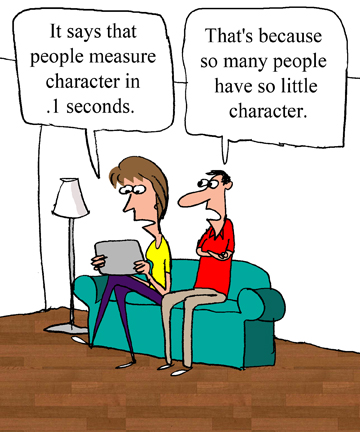 It says that
people measure
character in
.1 seconds.
That's because
so many people
have so little
character.